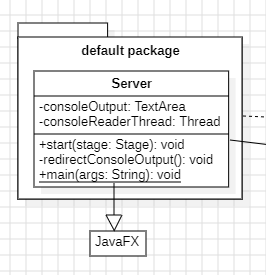 default package
Server
-consoleOutput: TextArea
-consoleReaderThread: Thread
+start(stage: Stage): void
-redirectConsoleOutput(): void
+main(args: String): void
JavaFX